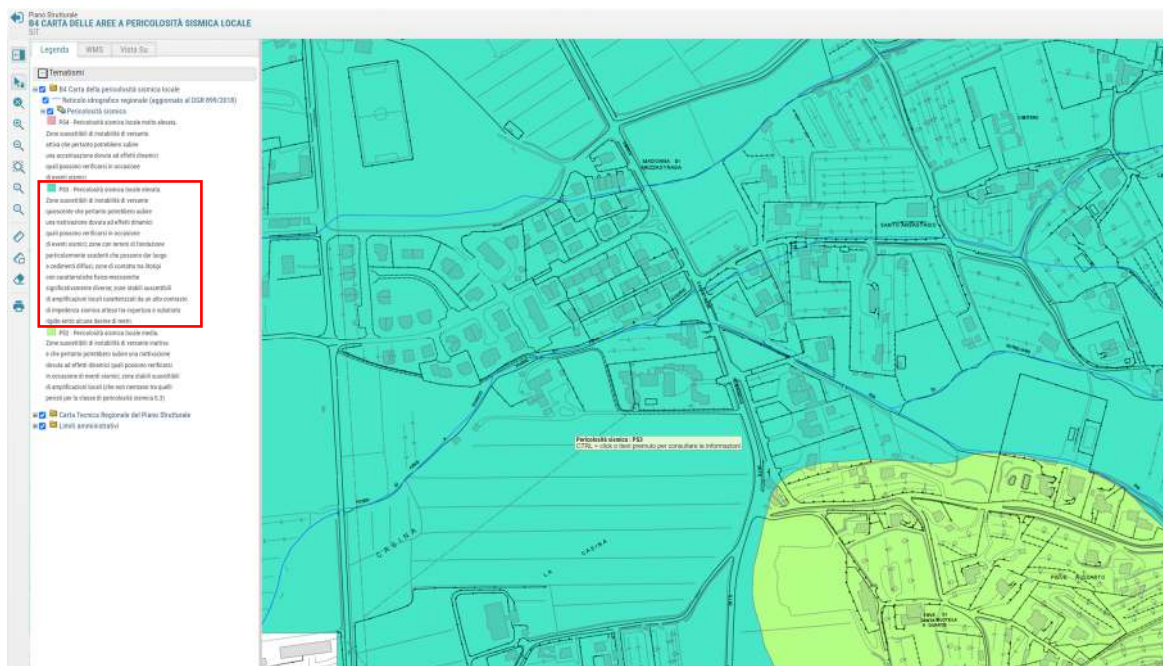 Piano Strutturale
B4 CARTA DELLE AREE A PERICOLOSITÀ SISMICA LOCALE
SIT
Legenda
WMS
Vista Su
Tematismi
B4 Carta della pericolosità sismica locale
Reticolo idrografico regionale (aggiornato al DGR 899/2018)
Pericolosità sismica
PS4 - Pericolosità sismica locale molto elevata.
Zone suscettibili di instabilità di versante
attiva che pertanto potrebbero subire
una accentuazione dovuta ad effetti dinamici
quali possono verificarsi in occasione
di eventi sismici
PS3 - Pericolosità sismica locale elevata.
Zone suscettibili di instabilità di versante
quiescente che pertanto potrebbero subire
una riattivazione dovuta ad effetti dinamici
quali possono verificarsi in occasione
di eventi sismici; zone con terreni di fondazione
particolarmente scadenti che possono dar luogo
a cedimenti diffusi; zone di contatto tra litotipi
con caratteristiche fisico-meccaniche
significativamente diverse; zone stabili suscettibili
di amplificazioni locali caratterizzati da un alto contrasto
di impedenza sismica atteso tra copertura e substrato
rigido entro alcune decine di metri
PS2 - Pericolosità sismica locale media.
Zone suscettibili di instabilità di versante inattiva
e che pertanto potrebbero subire una riattivazione
dovuta ad effetti dinamici quali possono verificarsi
in occasione di eventi sismici; zone stabili suscettibili
di amplificazioni locali (che non rientrano tra quelli
previsti per la classe di pericolosità sismica S.3)
Carta Tecnica Regionale del Piano Strutturale
Limiti amministrativi
MADONNA DI
Pericolosità sismica : PS3
CTRL + click o tieni premuto per consultare le informazioni
CASINA
LA CASINA